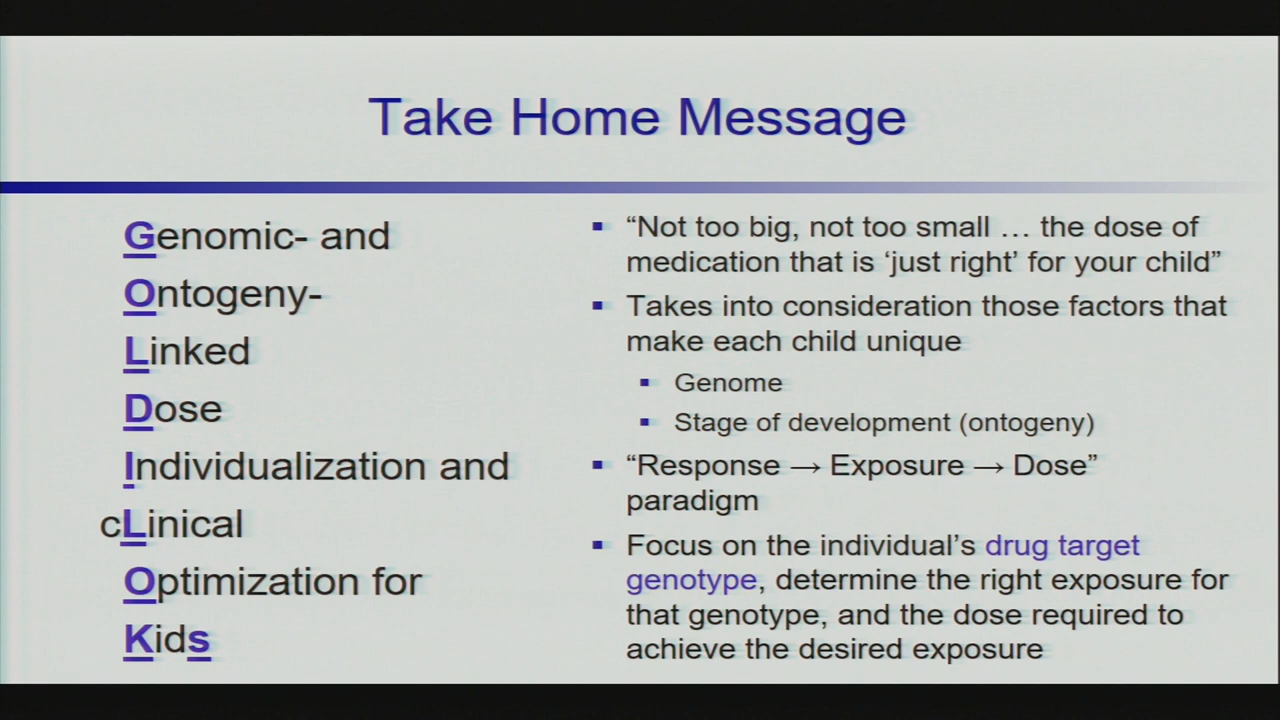 Take Home Message
Genomic- and
Ontogeny-
Linked
Dose
Individualization and
cLinical
Optimization for
Kids
“Not too big, not too small … the dose of
medication that is ‘just right’ for your child”
Takes into consideration those factors that
make each child unique
Genome
Stage of development (ontogeny)
“Response → Exposure → Dose”
paradigm
Focus on the individual’s drug target
genotype, determine the right exposure for
that genotype, and the dose required to
achieve the desired exposure